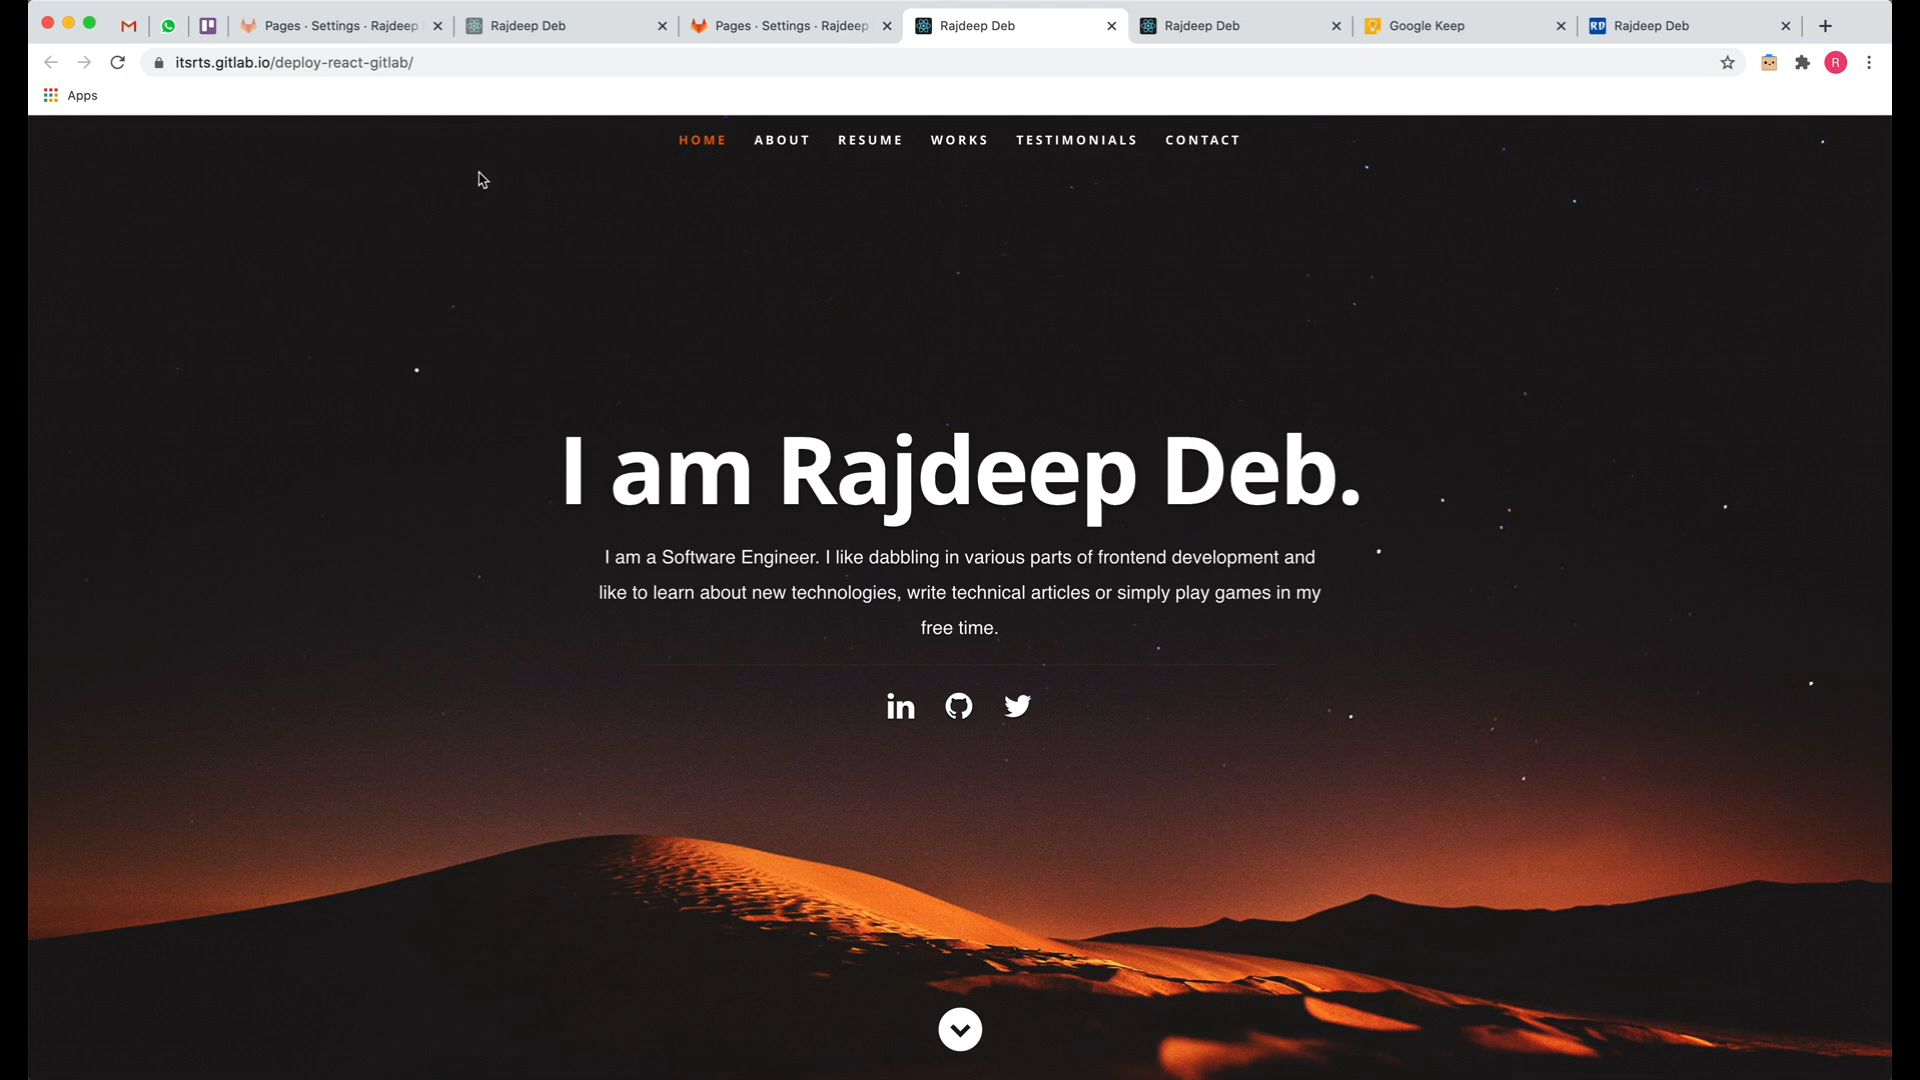 Pages · Settings · Rajdeep
Rajdeep Deb
Pages · Settings · Rajdeep
Rajdeep Deb
Rajdeep Deb
Google Keep
RD
Rajdeep Deb
itsrts.gitlab.io/deploy-react-gitlab/
R
Apps
HOME ABOUT RESUME WORKS TESTIMONIALS CONTACT
I am Rajdeep Deb.
I am a Software Engineer. I like dabbling in various parts of frontend development and
like to learn about new technologies, write technical articles or simply play games in my
free time.
in